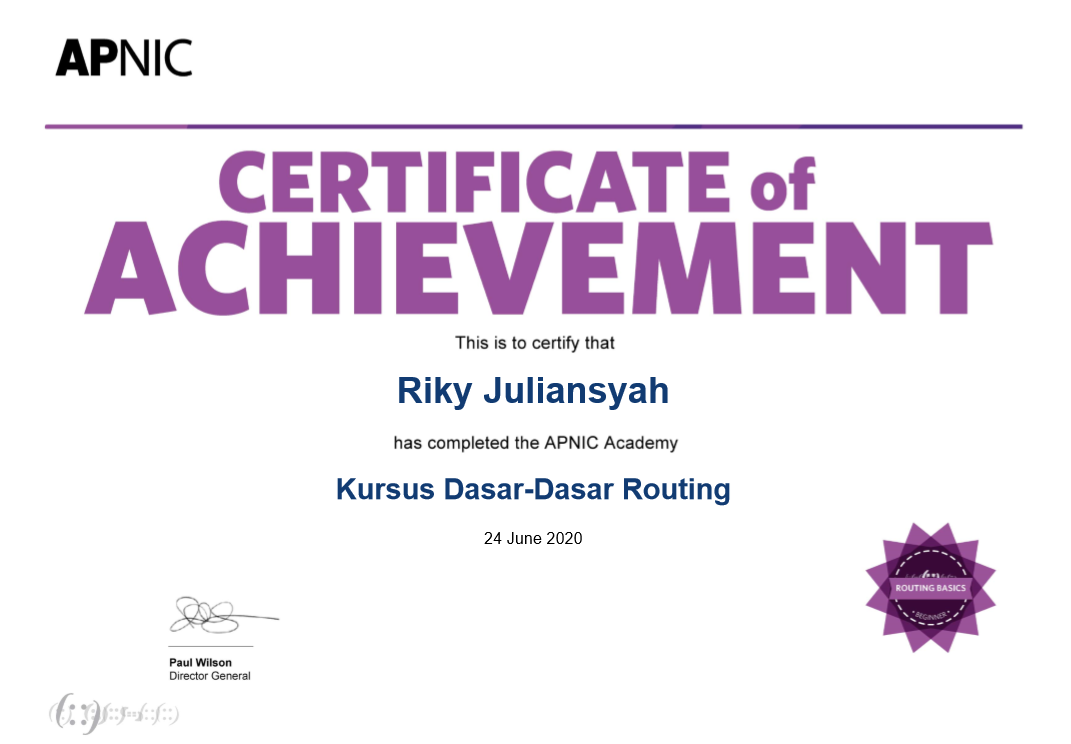 APNIC
CERTIFICATE of
ACHIEVEMENT
This is to certify that
Riky Juliansyah
has completed the APNIC Academy
Kursus Dasar-Dasar Routing
24 June 2020
ROUTING BASICS
• BEGINNER •
Paul Wilson
Director General